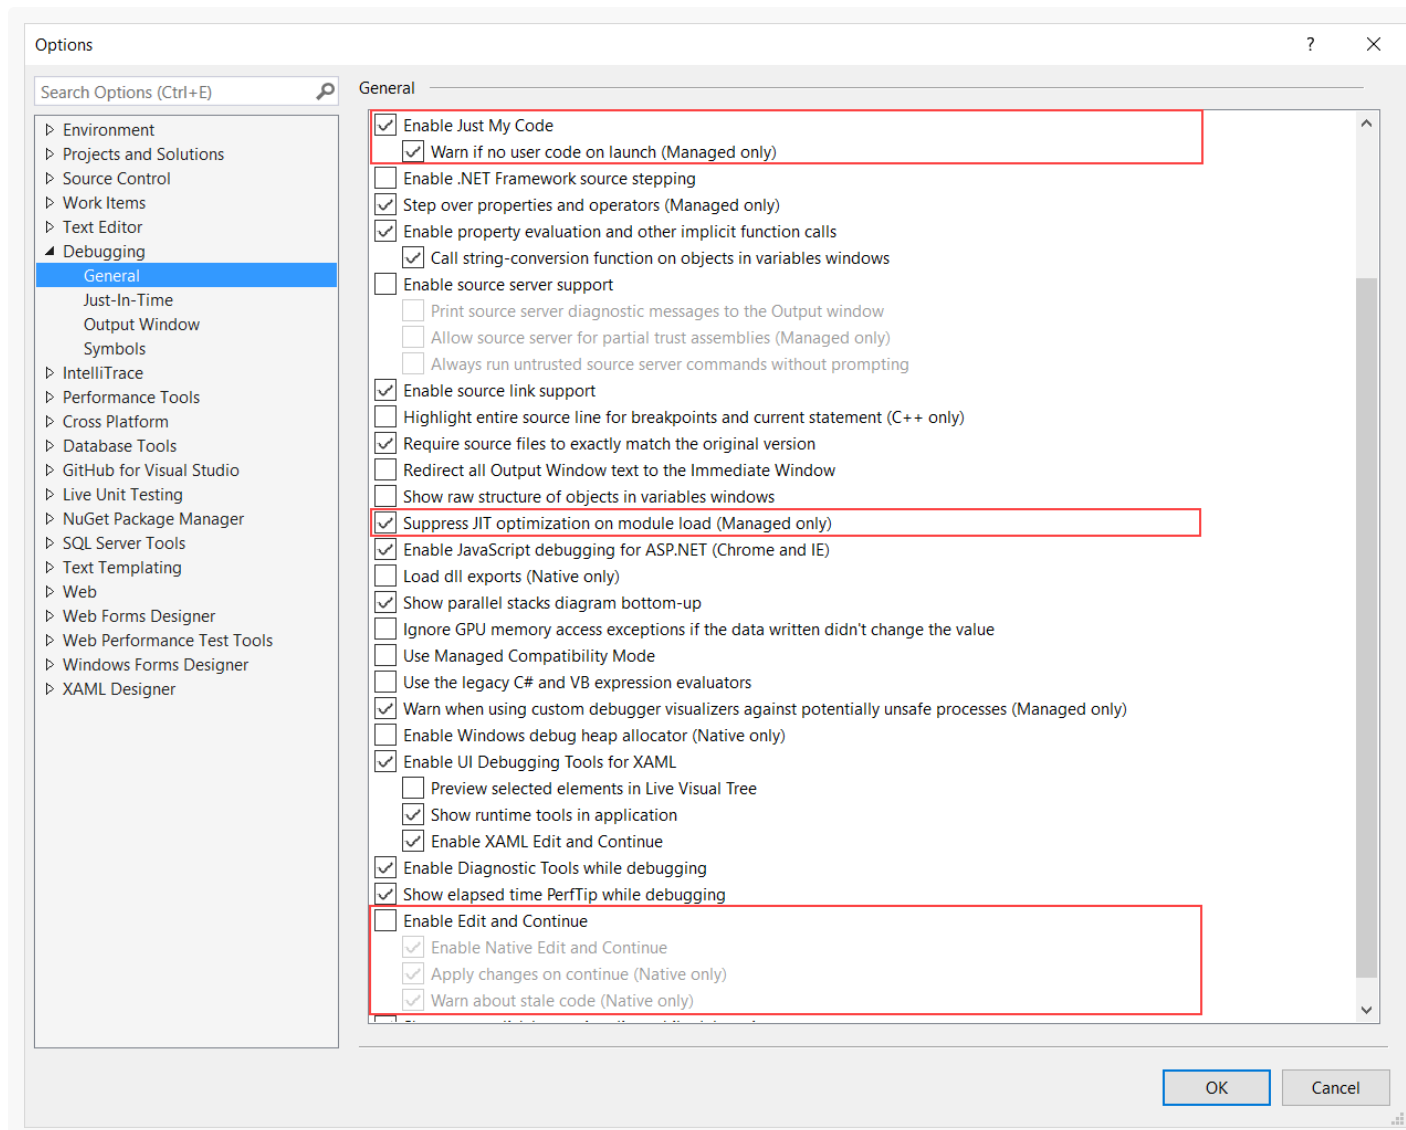 Options
?
Search Options (Ctrl+E)
Environment
Projects and Solutions
Source Control
Work Items
Text Editor
Debugging
General
Just-In-Time
Output Window
Symbols
IntelliTrace
Performance Tools
Cross Platform
Database Tools
GitHub for Visual Studio
Live Unit Testing
NuGet Package Manager
SQL Server Tools
Text Templating
Web
Web Forms Designer
Web Performance Test Tools
Windows Forms Designer
XAML Designer
General
Enable Just My Code
Warn if no user code on launch (Managed only)
Enable .NET Framework source stepping
Step over properties and operators (Managed only)
Enable property evaluation and other implicit function calls
Call string-conversion function on objects in variables windows
Enable source server support
Print source server diagnostic messages to the Output window
Allow source server for partial trust assemblies (Managed only)
Always run untrusted source server commands without prompting
Enable source link support
Highlight entire source line for breakpoints and current statement (C++ only)
Require source files to exactly match the original version
Redirect all Output Window text to the Immediate Window
Show raw structure of objects in variables windows
Suppress JIT optimization on module load (Managed only)
Enable JavaScript debugging for ASP.NET (Chrome and IE)
Load dll exports (Native only)
Show parallel stacks diagram bottom-up
Ignore GPU memory access exceptions if the data written didn't change the value
Use Managed Compatibility Mode
Use the legacy C# and VB expression evaluators
Warn when using custom debugger visualizers against potentially unsafe processes (Managed only)
Enable Windows debug heap allocator (Native only)
Enable UI Debugging Tools for XAML
Preview selected elements in Live Visual Tree
Show runtime tools in application
Enable XAML Edit and Continue
Enable Diagnostic Tools while debugging
Show elapsed time PerfTip while debugging
Enable Edit and Continue
Enable Native Edit and Continue
Apply changes on continue (Native only)
Warn about stale code (Native only)
OK
Cancel